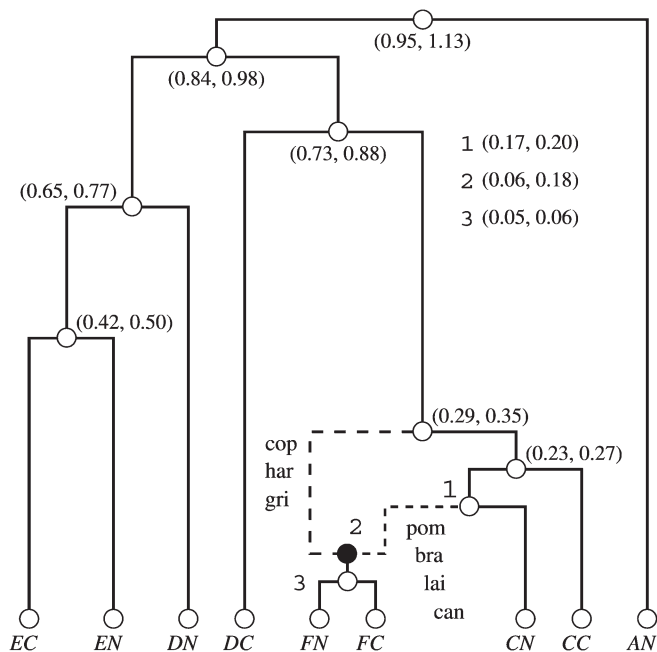 (0.95, 1.13)
(0.84, 0.98)
(0.73, 0.88)
1 (0.17, 0.20)
2 (0.06, 0.18)
3 (0.05, 0.06)
(0.65, 0.77)
(0.42, 0.50)
(0.29, 0.35)
cop
har
gri
(0.23, 0.27)
1
2
pom
bra
lai
can
3
EC EN DN DC FN FC CN CC AN